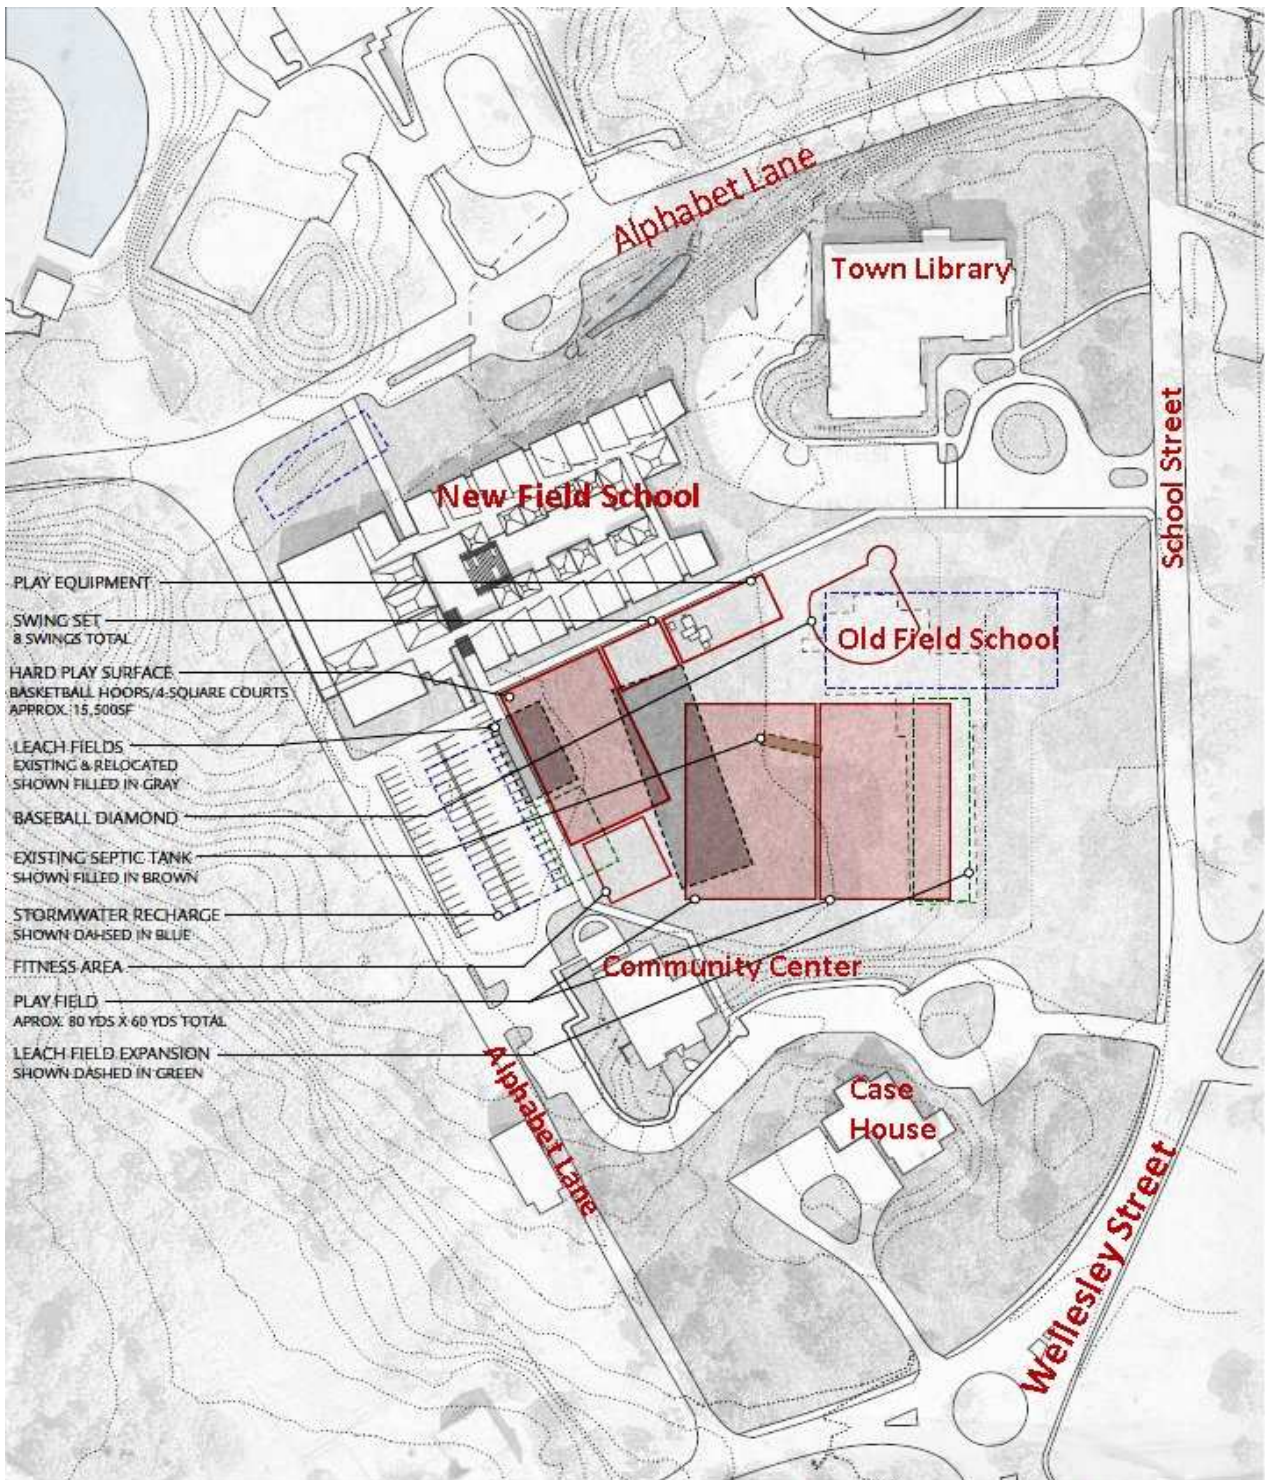 Alphabet Lane
Town Library
School Street
New Field School
PLAY EQUIPMENT
SWING SET
8 SWINGS TOTAL
Old Field School
HARD PLAY SURFACE
BASKETBALL HOOPS/4-SQUARE COURTS
APPROX. 15,500SF
LEACH FIELDS
EXISTING & RELOCATED
SHOWN FILLED IN GRAY
BASEBALL DIAMOND
EXISTING SEPTIC TANK
SHOWN FILLED IN BROWN
STORMWATER RECHARGE
SHOWN DAHSED IN BLUE
FITNESS AREA
Community Center
PLAY FIELD
APROX. 80 YDS X 60 YDS TOTAL
LEACH FIELD EXPANSION
SHOWN DASHED IN GREEN
Alphabet Lane
Case
House
Wellesley Street